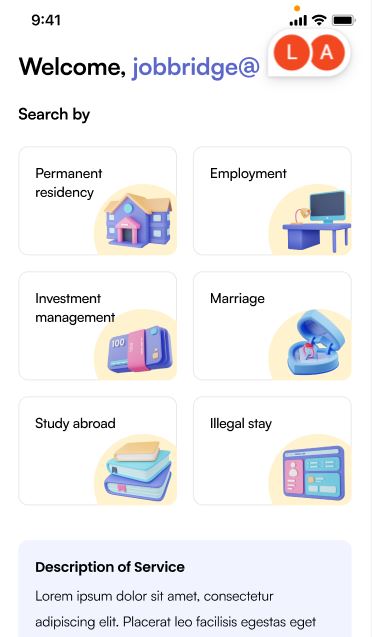 9:41
L A
Welcome, jobbridge@
Search by
Permanent
residency
Employment
Investment
management
100
Marriage
Study abroad
Illegal stay
Description of Service
Lorem ipsum dolor sit amet, consectetur
adipiscing elit. Placerat leo facilisis egestas eget